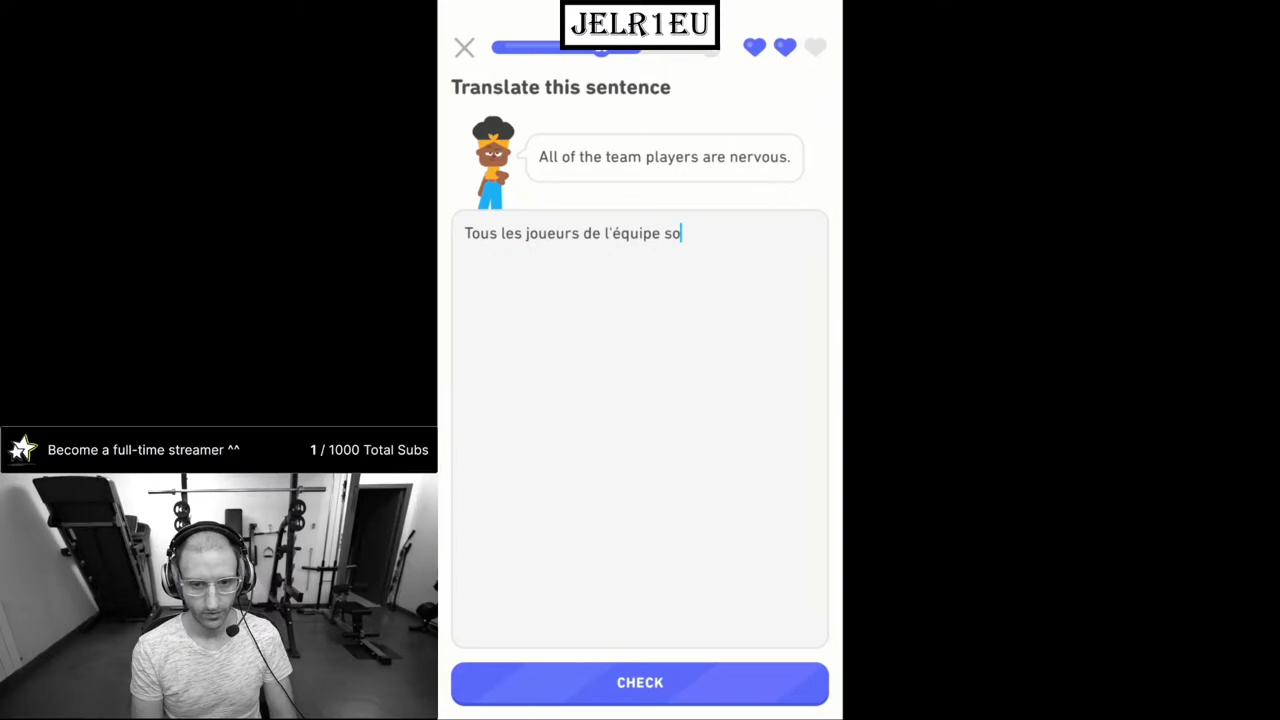 JELR1EU
Translate this sentence
All of the team players are nervous.
Tous les joueurs de l'équipe so
Become a full-time streamer ^^ 1 / 1000 Total Subs
CHECK